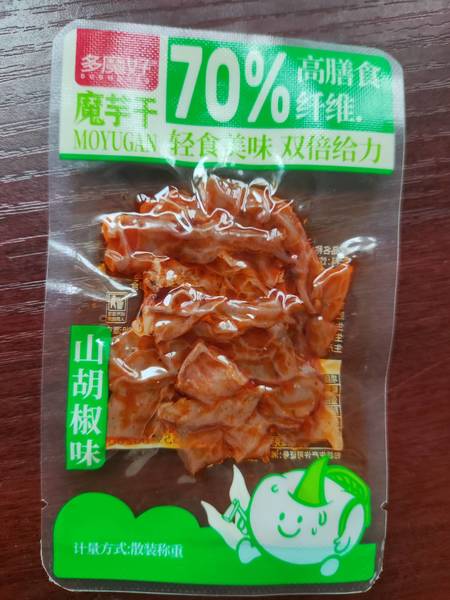 多魔好
70%
高膳食
纤维.
魔芋干
MOYUGAN
轻食美味 双倍给力
山胡椒味
计量方式:散装称重